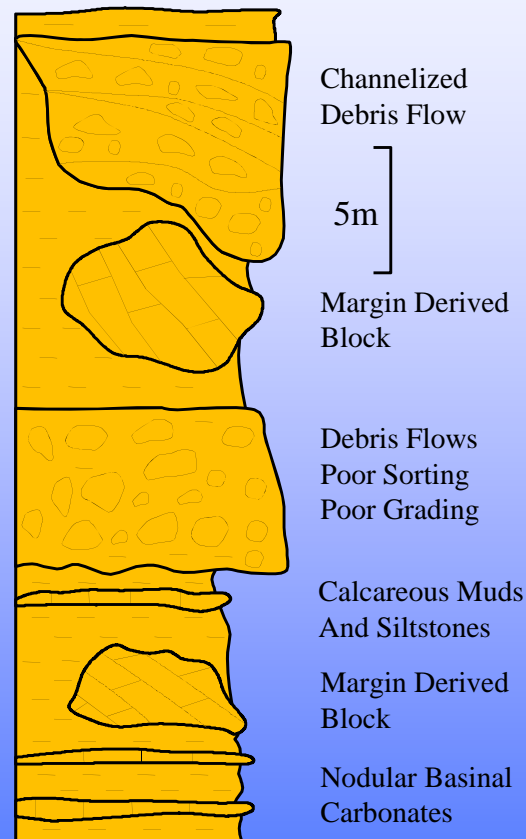 Channelized
Debris Flow
5m
Margin Derived
Block
Debris Flows
Poor Sorting
Poor Grading
Calcareous Muds
And Siltstones
Margin Derived
Block
Nodular Basinal
Carbonates